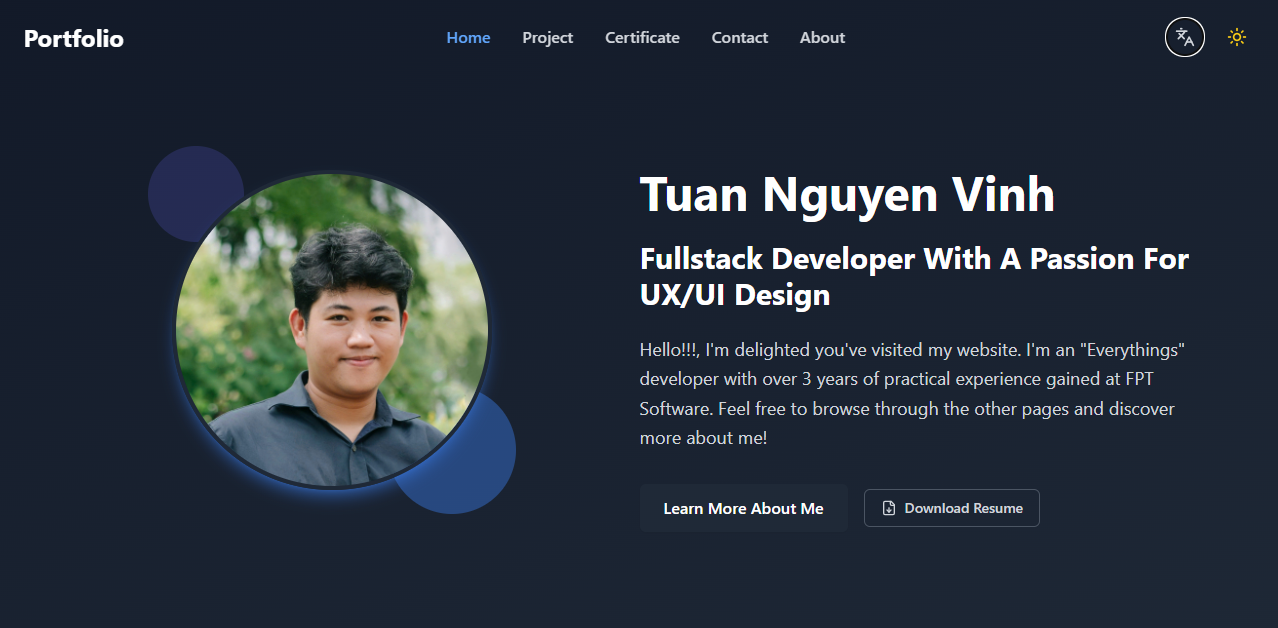 Portfolio
Home
Project
Certificate
Contact
About
Tuan Nguyen Vinh
Fullstack Developer With A Passion For
UX/UI Design
Hello!!!, I'm delighted you've visited my website. I'm an "Everythings"
developer with over 3 years of practical experience gained at FPT
Software. Feel free to browse through the other pages and discover
more about me!
Learn More About Me
Download Resume